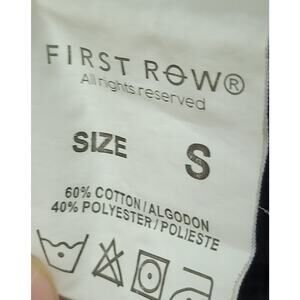 FIRST ROW®
All rights reserved
SIZE S
60% COTTON / ALGODON
40% POLYESTER / POLIESTE